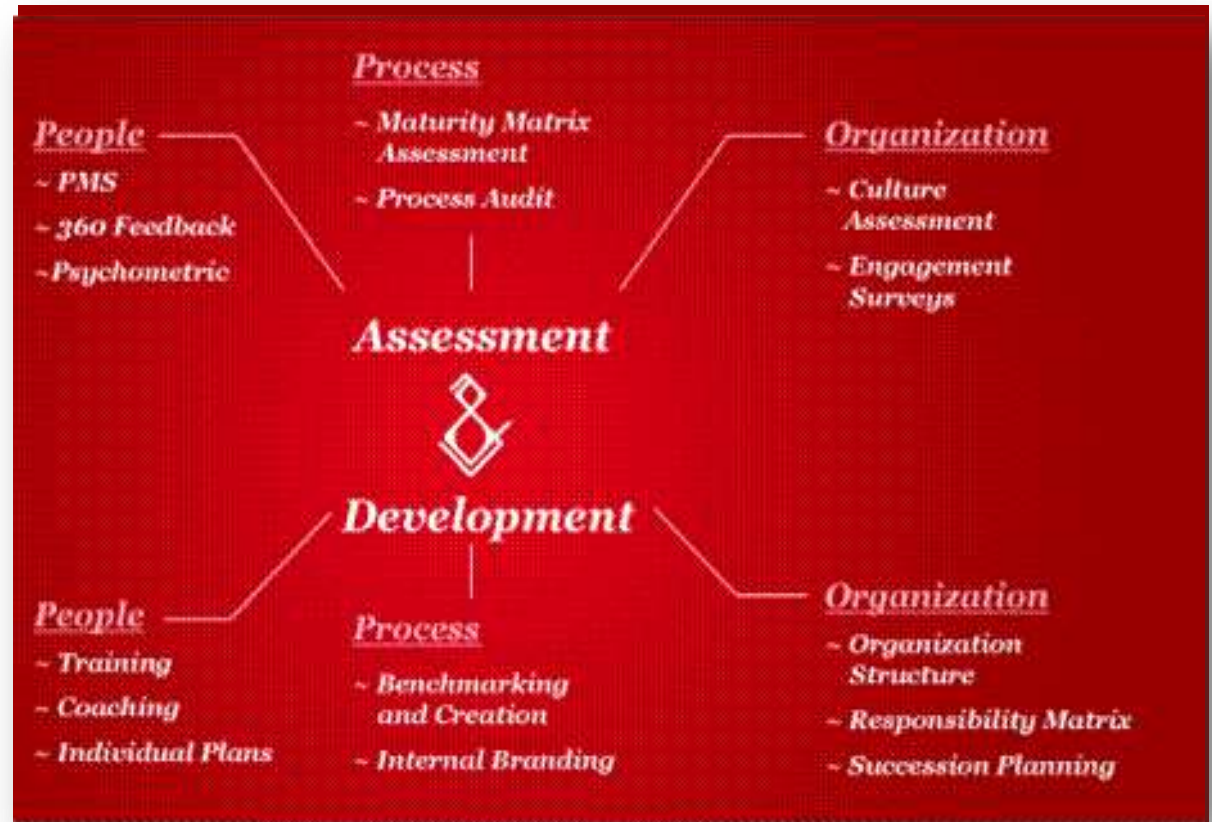 Process
~ Maturity Matrix
Assessment
~ Process Audit
People
~ PMS
~ 360 Feedback
~Psychometric
Organization
~ Culture
Assessment
~ Engagement
Surveys
Assessment
&
Development
People
~ Training
~ Coaching
~ Individual Plans
Process
~ Benchmarking
and Creation
~ Internal Branding
Organization
~ Organization
Structure
~ Responsibility Matrix
~ Succession Planning